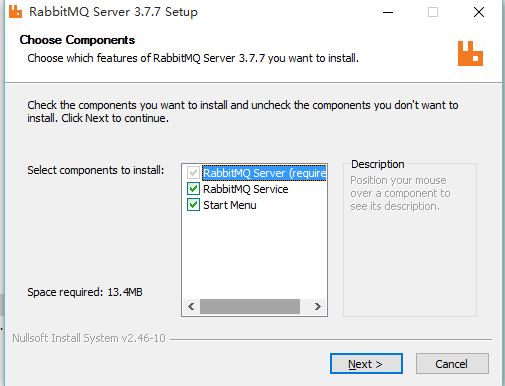 RabbitMQ Server 3.7.7 Setup
Choose Components
Choose which features of RabbitMQ Server 3.7.7 you want to install.
Check the components you want to install and uncheck the components you don't want to
install. Click Next to continue.
Select components to install:
RabbitMQ Server (require
RabbitMQ Service
Start Menu
Description
Position your mouse
over a component to
see its description.
Space required: 13.4MB
Nullsoft Install System v2.46-10
Next >
Cancel